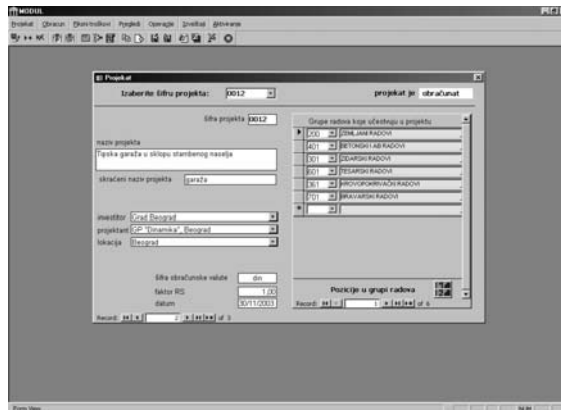 MODUL
Projekat Obracun Ekonirolikovi Pregledi Operacije Izveštaji Aktiviranje
Projekat
Izaberite šifru projekta: 0012
projekat je obračunat
šifra projekta 0012
Grupe radova koje učestvuju u projektu
200 ZEMLJANI RADOVI
naziv projekta
401 BETONSKI I AB RADOVI
Tipska garaža u sklopu stambenog naselja
301 ZIDARSKI RADOVI
601 TESARSKI RADOVI
skraćeni naziv projekta garaža
361 KROVOPOKRIVAČKI RADOVI
701 BRAVARSKI RADOVI
investitor Grad Beograd
projektant GP "Dinamika", Beograd
lokacija Beograd
šifra obračunske valute din
faktor RS 1,00
datum 30/11/2003
Pozicije u grupi radova
Record: 1 of 6
Record: 2 of 3
Form View
NUM